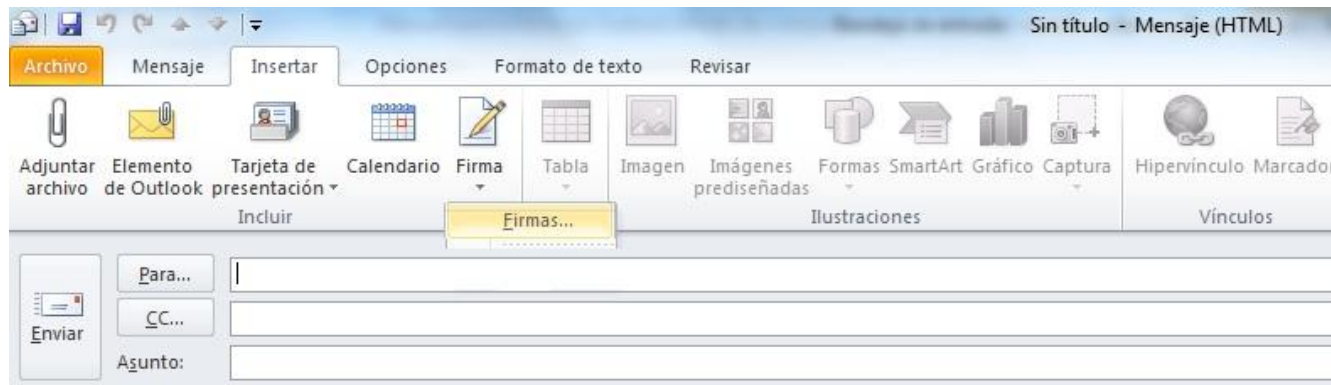 Sin título - Mensaje (HTML)
Archivo Mensaje Insertar Opciones Formato de texto Revisar
Adjuntar archivo Elemento de Outlook Tarjeta de presentación Calendario Firma Tabla Imagen Imágenes prediseñadas Formas SmartArt Gráfico Captura Hipervínculo Marcador
Incluir Ilustraciones Vínculos
Firmas...
Enviar
Para...
CC...
Asunto: